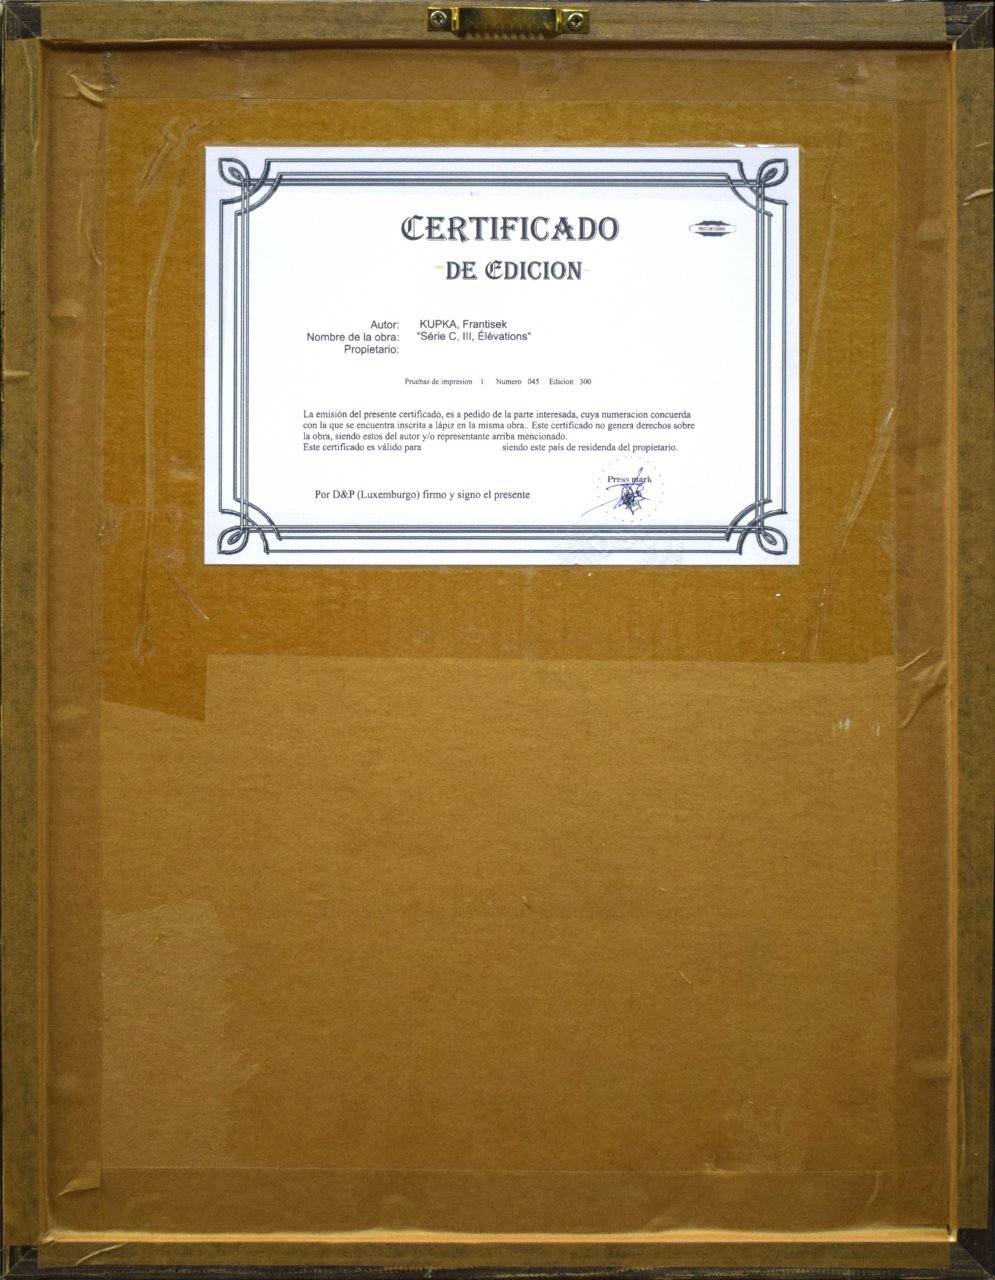 CERTIFICADO
DE EDICION
Autor: KUPKA, Frantisek
Nombre de la obra: "Série C, III, Élévations"
Propietario:
Pruebas de impresion 1 Numero 045 Edicion 300
La emisión del presente certificado, es a pedido de la parte interesada, cuya numeracion concuerda
con la que se encuentra inscrita a lápiz en la misma obra.. Este certificado no genera derechos sobre
la obra, siendo estos del autor y/o representante arriba mencionado.
Este certificado es válido para siendo este país de residenda del propietario.
Press mark
Por D&P (Luxemburgo) firmo y signo el presente